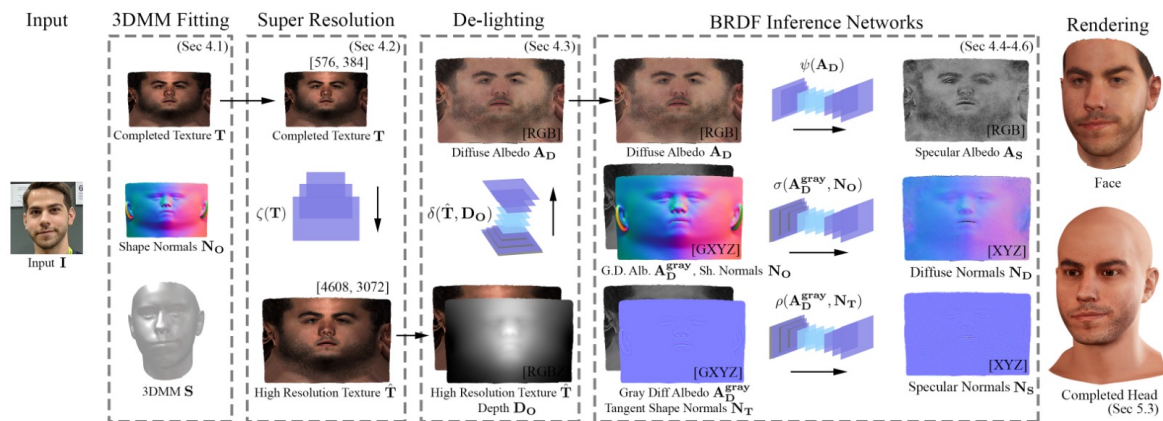 Input
3DMM Fitting
Super Resolution
De-lighting
BRDF Inference Networks
Rendering
(Sec 4.1)
(Sec 4.2)
(Sec 4.3)
(Sec 4.4-4.6)
[576, 384]
Completed Texture T
Completed Texture T
[RGB]
Diffuse Albedo A_D
[RGB]
Diffuse Albedo A_D
ψ(A_D)
[RGB]
Specular Albedo A_S
Face
6
Input I
Shape Normals N_O
ζ(T)
δ(T̂, D_O)
[GXYZ]
G.D. Alb. A_D^gray, Sh. Normals N_O
σ(A_D^gray, N_O)
[XYZ]
Diffuse Normals N_D
3DMM S
[4608, 3072]
High Resolution Texture T̂
[RGBZ]
High Resolution Texture T̂
Depth D_O
[GXYZ]
Gray Diff Albedo A_D^gray
Tangent Shape Normals N_T
ρ(A_D^gray, N_T)
[XYZ]
Specular Normals N_S
Completed Head
(Sec 5.3)